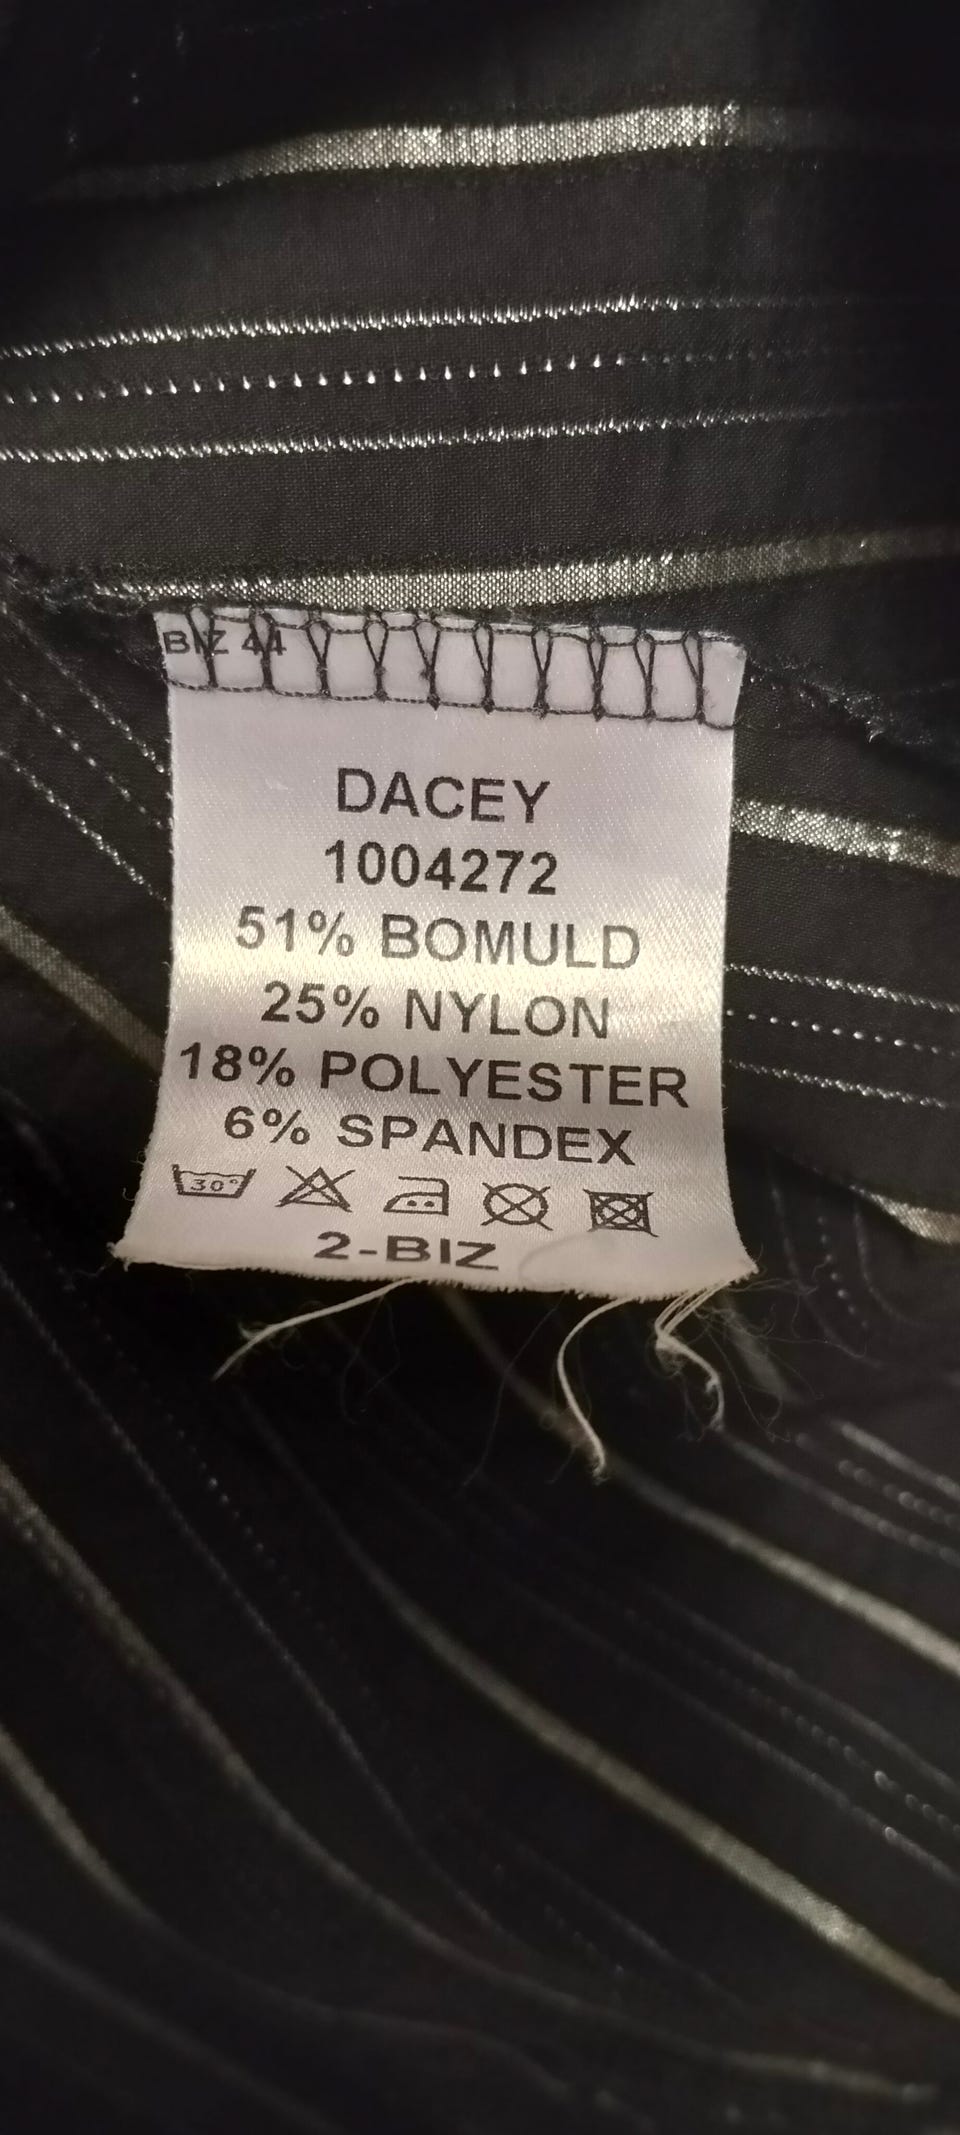 BIZ 44
DACEY
1004272
51% BOMULD
25% NYLON
18% POLYESTER
6% SPANDEX
30°
2-BIZ